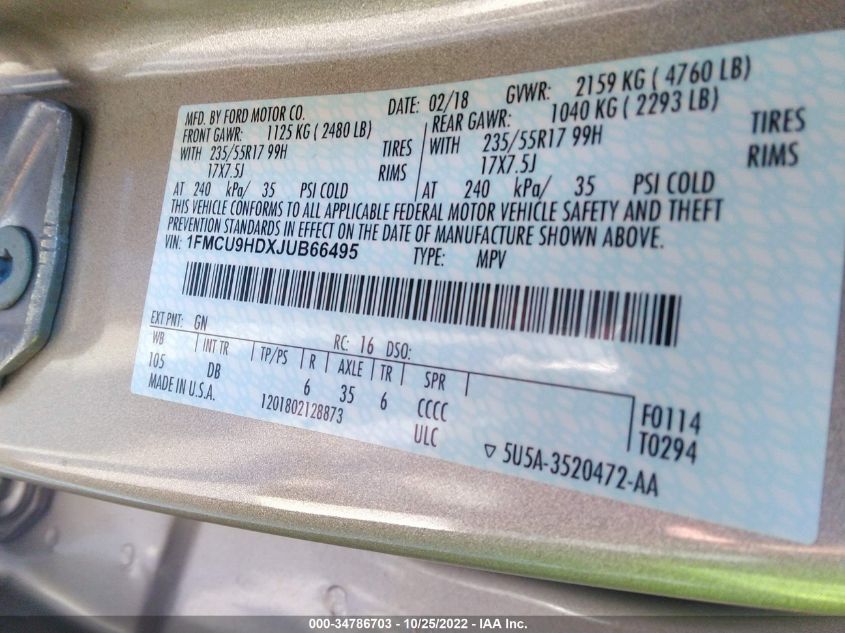 MFD. BY FORD MOTOR CO. DATE: 02/18 GVWR: 2159 KG ( 4760 LB)
FRONT GAWR: 1125 KG ( 2480 LB) REAR GAWR: 1040 KG ( 2293 LB)
WITH 235/55R17 99H TIRES WITH 235/55R17 99H TIRES
17X7.5J RIMS 17X7.5J RIMS
AT 240 kPa/ 35 PSI COLD AT 240 kPa/ 35 PSI COLD
THIS VEHICLE CONFORMS TO ALL APPLICABLE FEDERAL MOTOR VEHICLE SAFETY AND THEFT
PREVENTION STANDARDS IN EFFECT ON THE DATE OF MANUFACTURE SHOWN ABOVE.
VIN: 1FMCU9HDXJUB66495 TYPE: MPV
EXT PNT: GN RC: 16 DSO:
WB INT TR TP/PS R AXLE TR SPR
105 DB 6 35 6 CCCC
MADE IN U.S.A. ULC
1201802128873
F0114
T0294
▽ 5U5A-3520472-AA
000-34786703 - 10/25/2022 - IAA Inc.